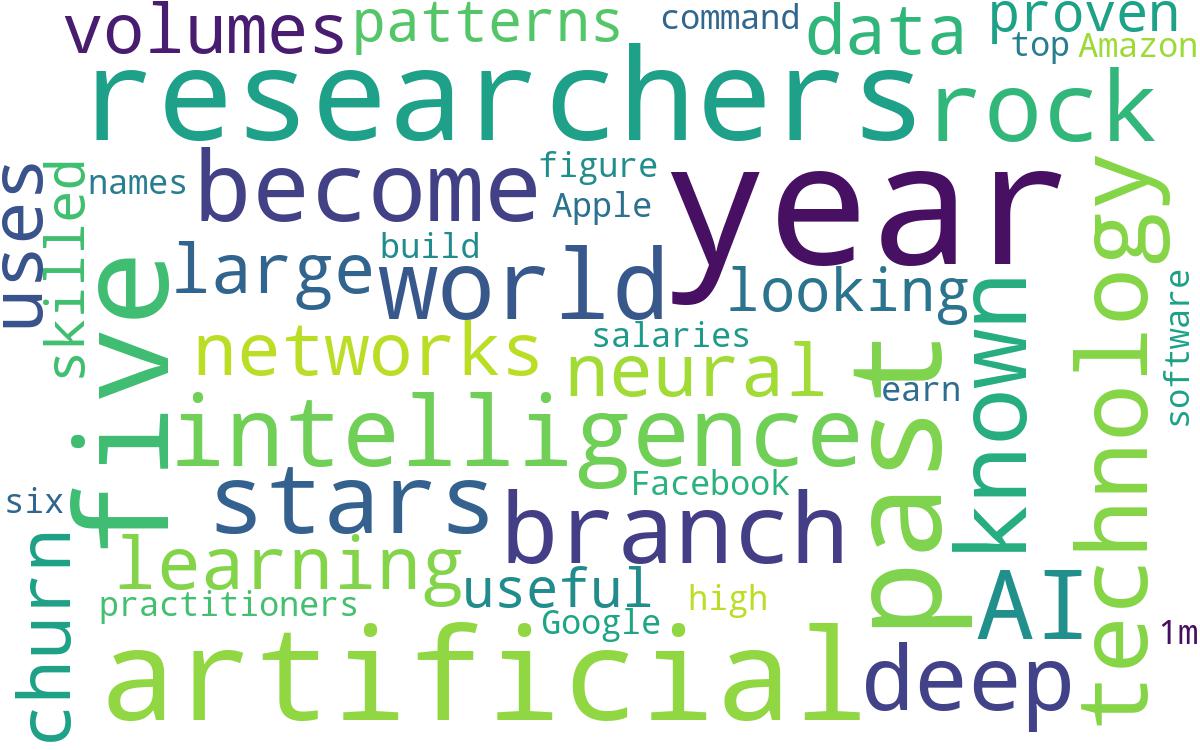 volumes
patterns
command
data
proven
top
Amazon
researchers
rock
uses
skilled
names
become
figure
Apple
year
technology
five
large
build
world
looking
known
software
networks
salaries
neural
past
earn
intelligence
six
stars
Facebook
branch
churn
learning
useful
AI
practitioners
high
Google
1m
artificial
deep